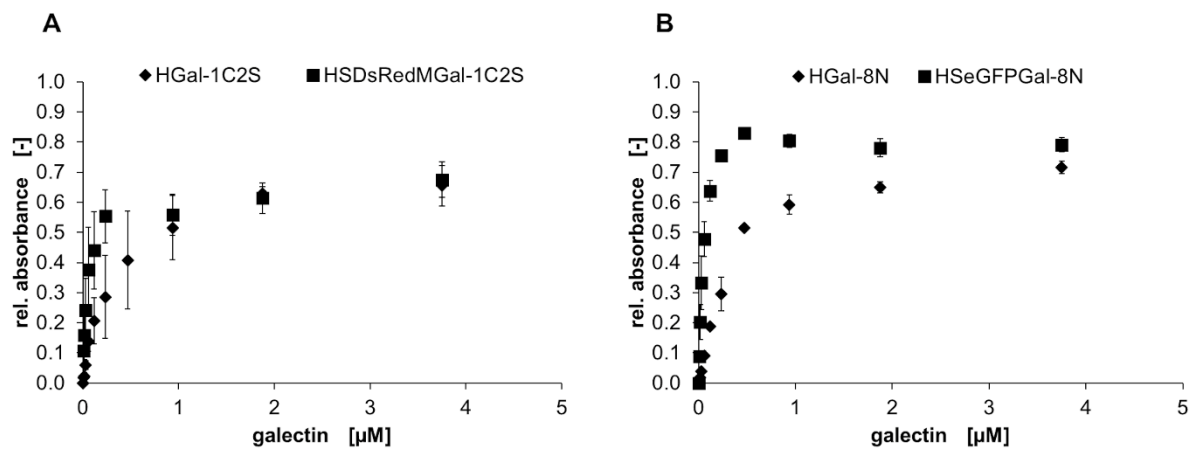 A
◆HGal-1C2S ■HSDsRedMGal-1C2S
1.0
0.9
0.8
0.7
0.6
0.5
0.4
0.3
0.2
0.1
0.0
rel. absorbance [-]
0 1 2 3 4 5
galectin [µM]
B
◆HGal-8N ■HSeGFPGal-8N
1.0
0.9
0.8
0.7
0.6
0.5
0.4
0.3
0.2
0.1
0.0
rel. absorbance [-]
0 1 2 3 4 5
galectin [µM]